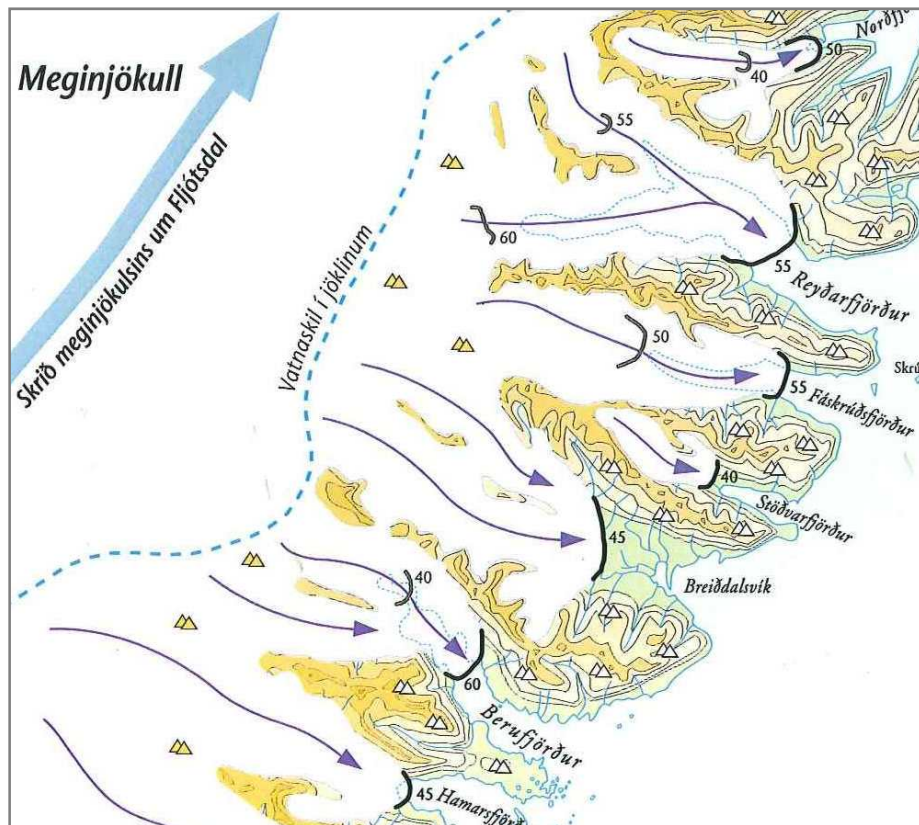 Meginjökull
Skrið meginjökulsins um Fljótsdal
Vatnaskil í jöklinum
50
40
55
60
55
Reyðarfjörður
50
55
Fáskrúðsfjörður
40
Stöðvarfjörður
45
Breiðdalsvík
40
60
Berufjörður
45